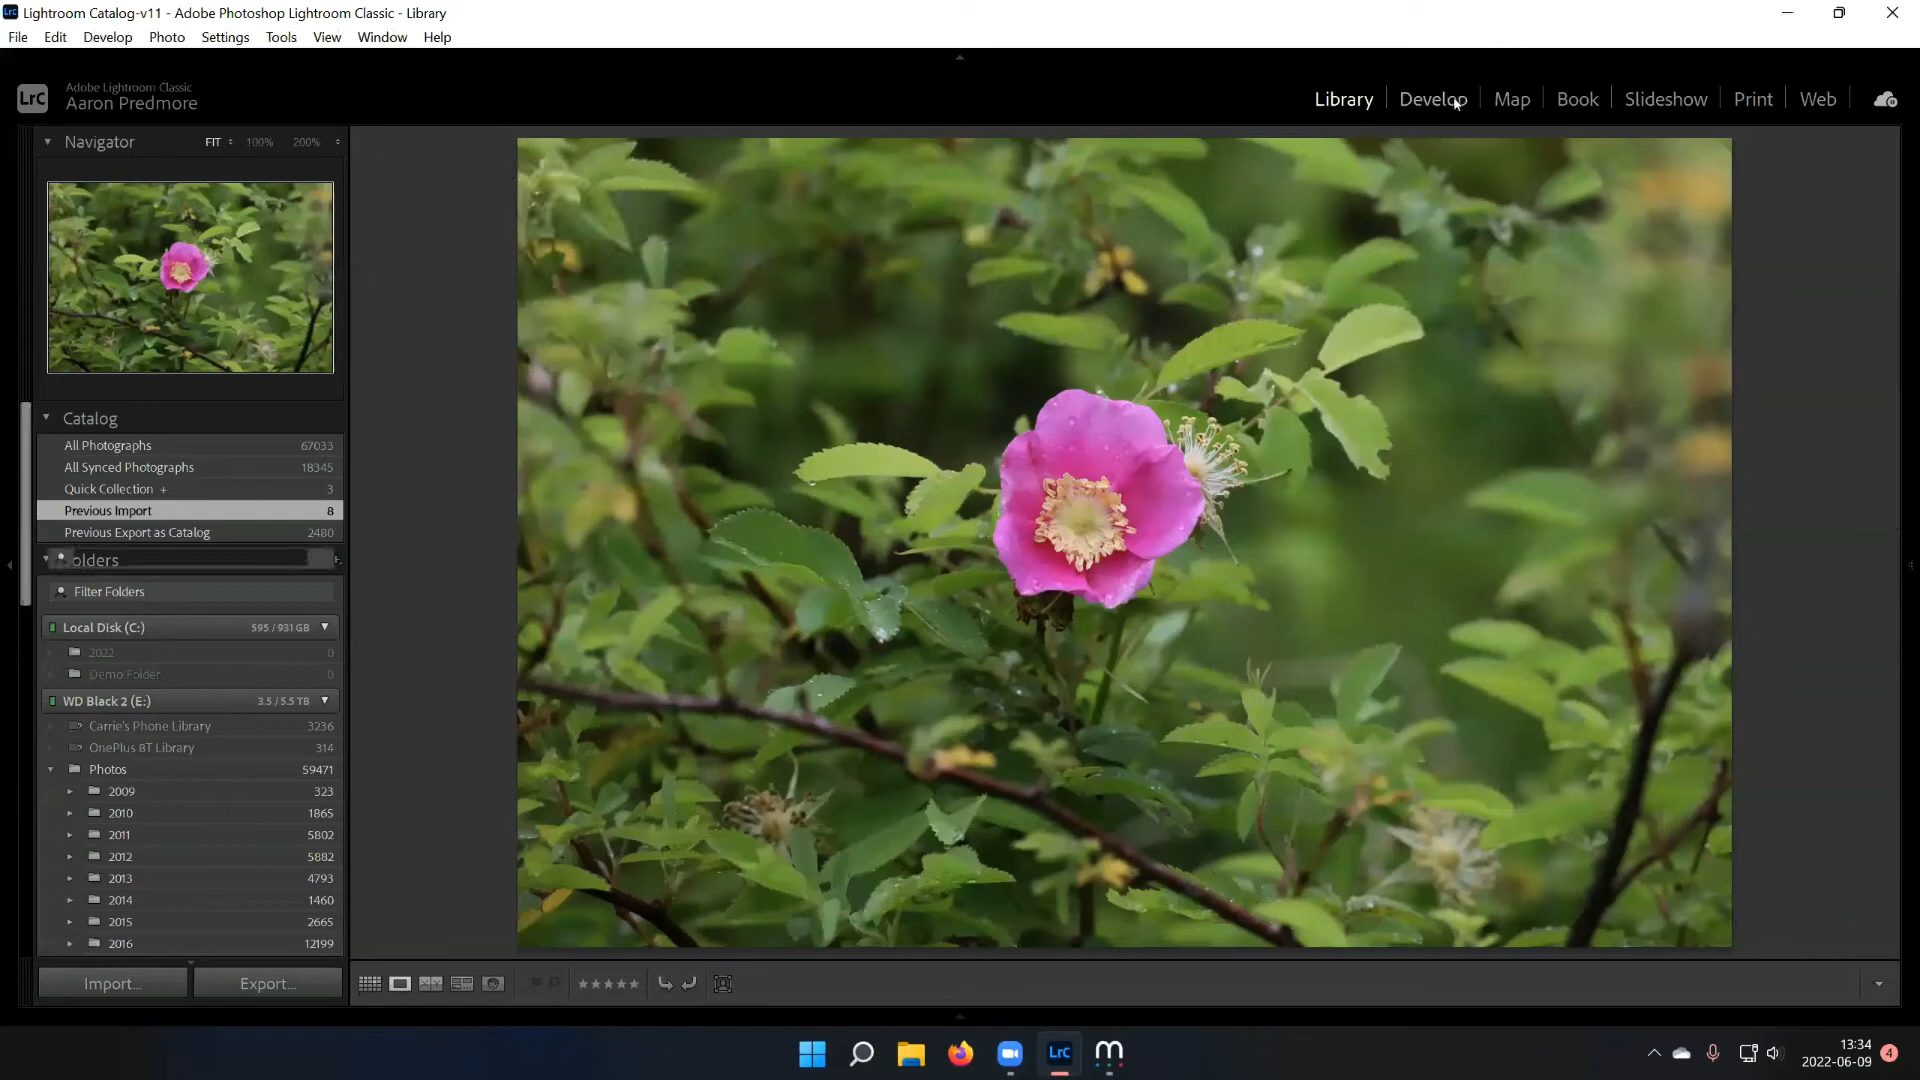 Lightroom Catalog-v11 - Adobe Photoshop Lightroom Classic - Library
File Edit Develop Photo Settings Tools View Window Help
LrC
Adobe Lightroom Classic
Aaron Predmore
Library Develop Map Book Slideshow Print Web
Navigator FIT 100% 200%
Catalog
All Photographs 67033
All Synced Photographs 18345
Quick Collection + 3
Previous Import 8
Previous Export as Catalog 2480
olders
Filter Folders
Local Disk (C:) 595 / 931 GB
2022 0
Demo Folder 0
WD Black 2 (E:) 3.5 / 5.5 TB
Carrie's Phone Library 3236
OnePlus 8T Library 314
Photos 59471
2009 323
2010 1865
2011 5802
2012 5882
2013 4793
2014 1460
2015 2665
2016 12199
Import... Export...
LrC
13:34
2022-06-09 4